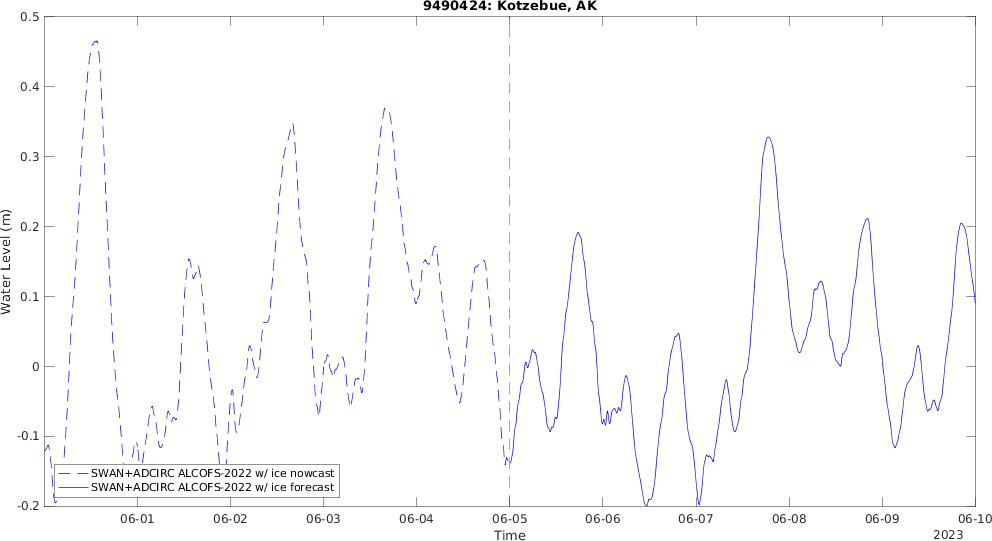 9490424: Kotzebue, AK
0.5
0.4
0.3
0.2
0.1
0
-0.1
-0.2
Water Level (m)
SWAN+ADCIRC ALCOFS-2022 w/ ice nowcast
SWAN+ADCIRC ALCOFS-2022 w/ ice forecast
06-01 06-02 06-03 06-04 06-05 06-06 06-07 06-08 06-09 06-10
Time
2023